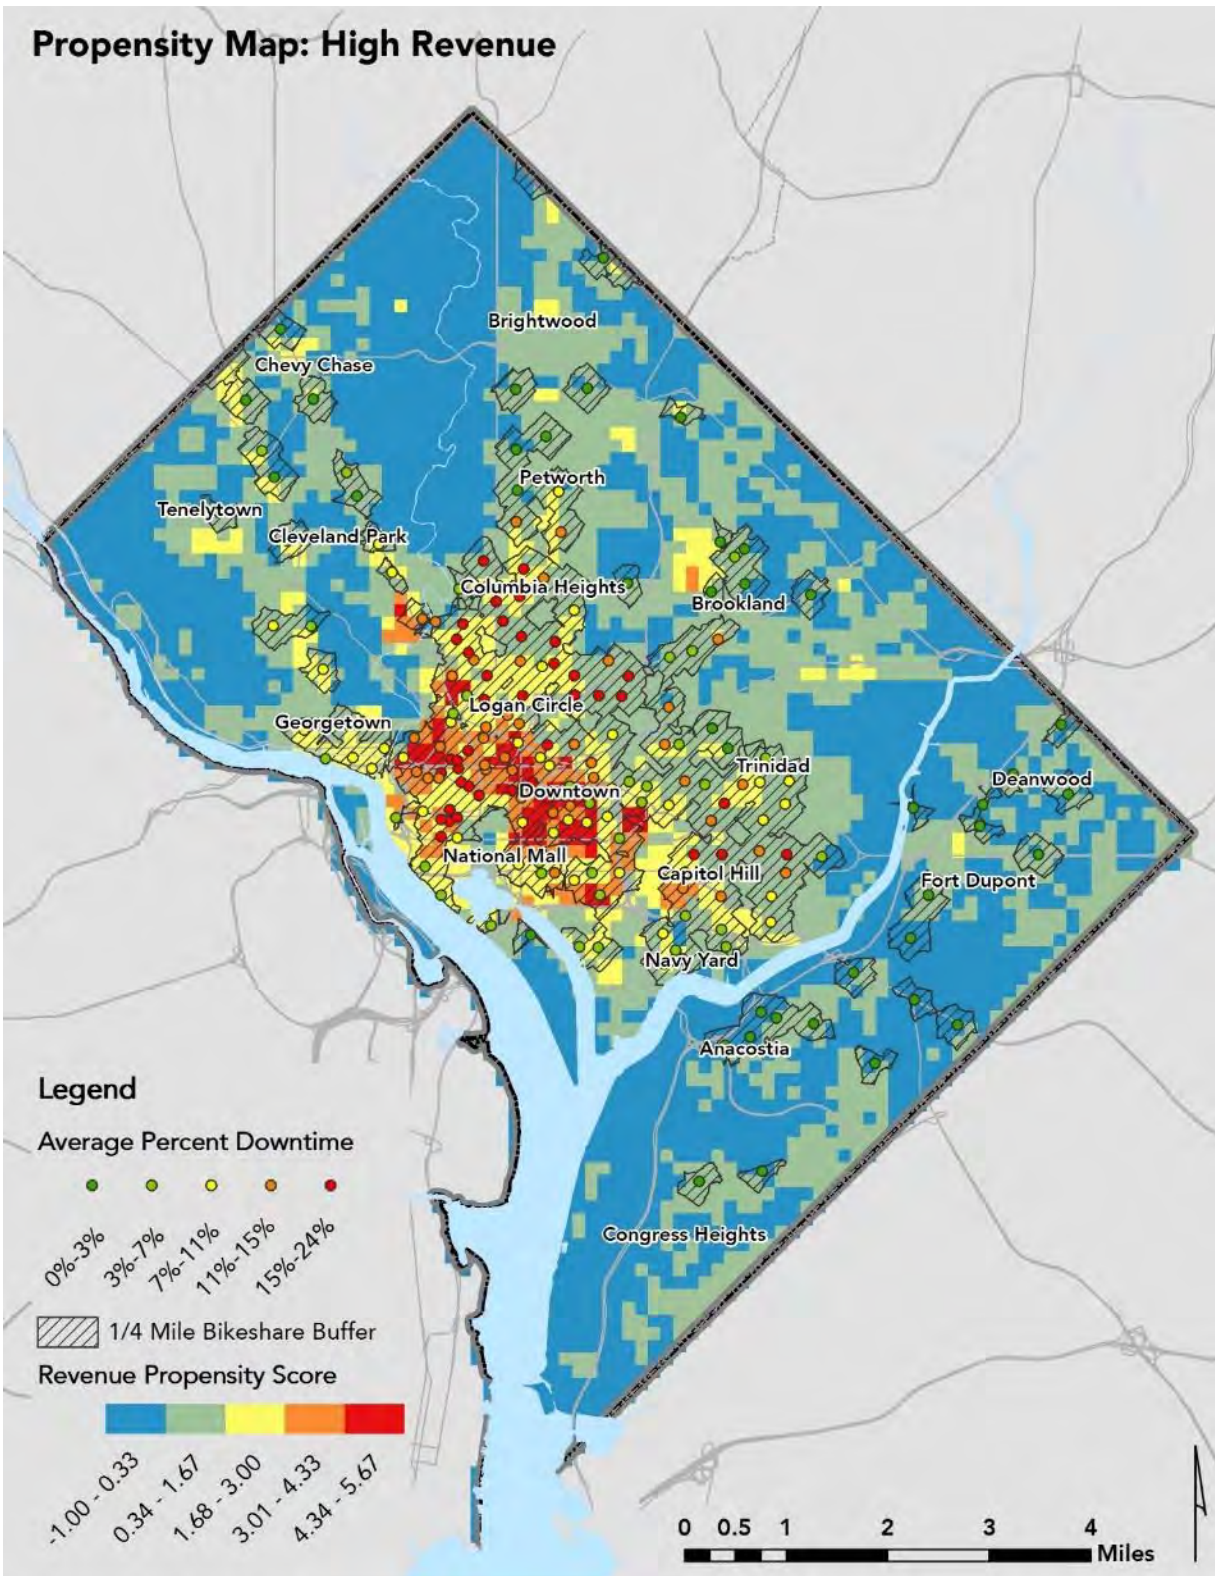 Propensity Map: High Revenue
Brightwood
Chevy Chase
Petworth
Tenelytown
Cleveland Park
Columbia Heights
Brookland
Logan Circle
Georgetown
Trinidad
Deanwood
Downtown
National Mall
Capitol Hill
Fort Dupont
Navy Yard
Anacostia
Congress Heights
Legend
Average Percent Downtime
0%-3%
3%-7%
7%-11%
11%-15%
15%-24%
1/4 Mile Bikeshare Buffer
Revenue Propensity Score
-1.00 - 0.33
0.34 - 1.67
1.68 - 3.00
3.01 - 4.33
4.34 - 5.67
0 0.5 1 2 3 4
Miles